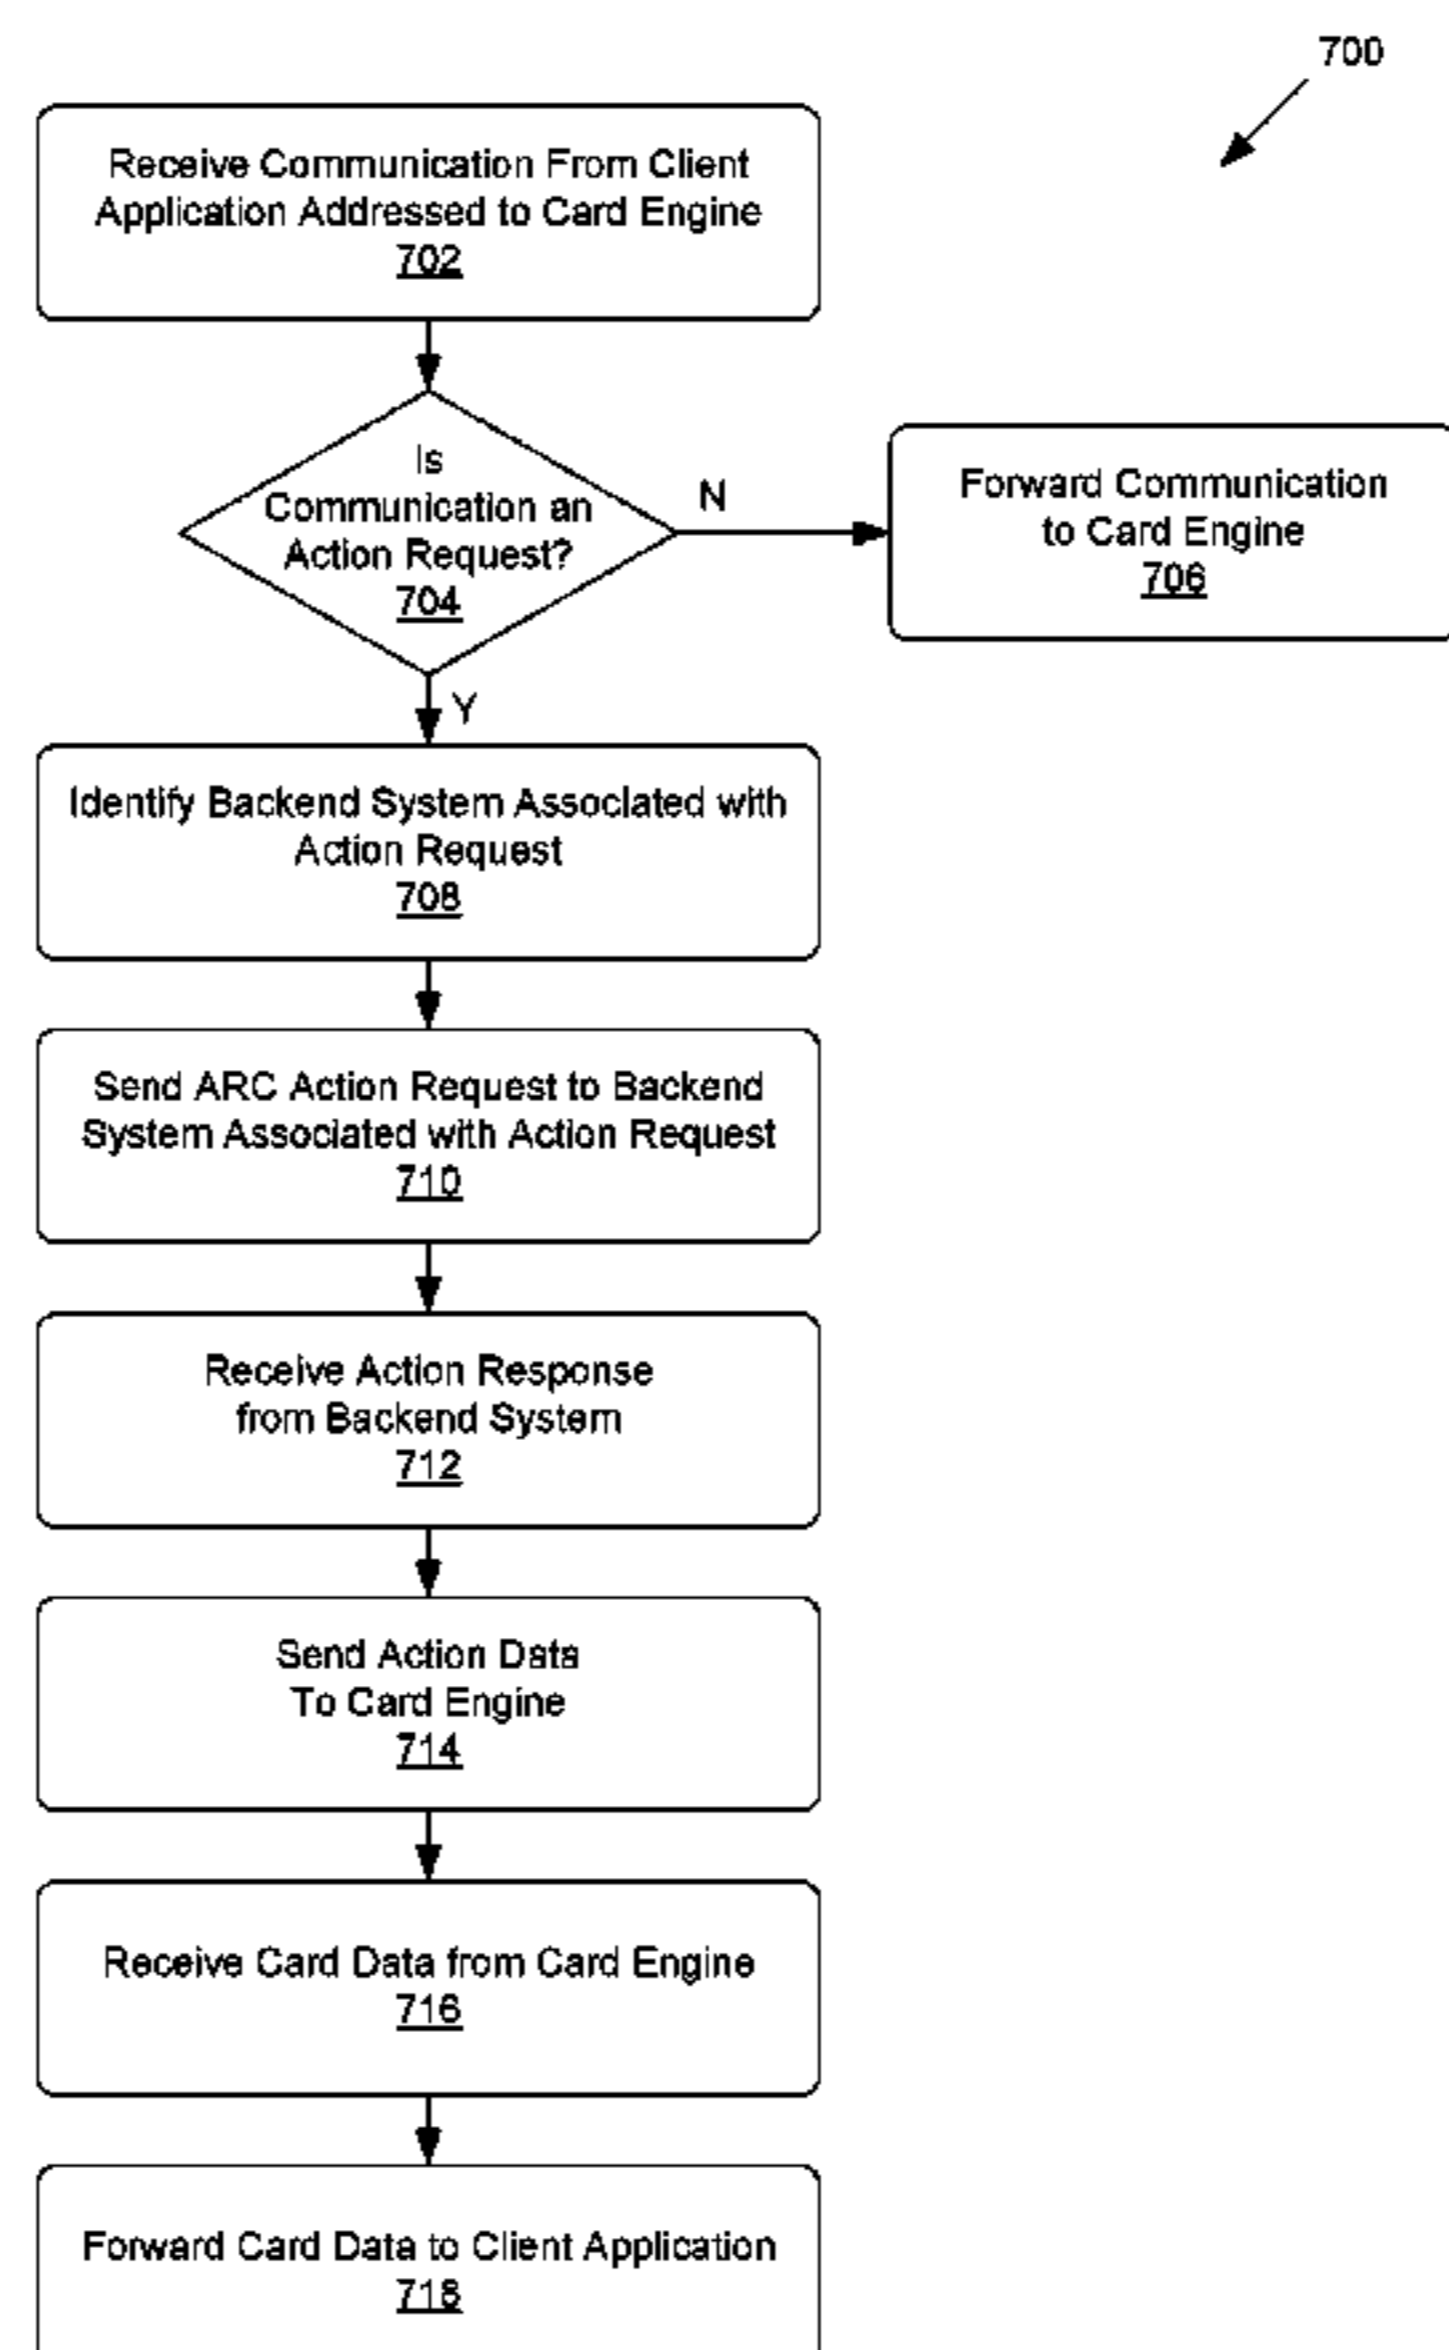 700
Receive Communication From Client
Application Addressed to Card Engine
702
Is
Communication an
Action Request?
704
N
Forward Communication
to Card Engine
706
Y
Identify Backend System Associated with
Action Request
708
Send ARC Action Request to Backend
System Associated with Action Request
710
Receive Action Response
from Backend System
712
Send Action Data
To Card Engine
714
Receive Card Data from Card Engine
716
Forward Card Data to Client Application
718